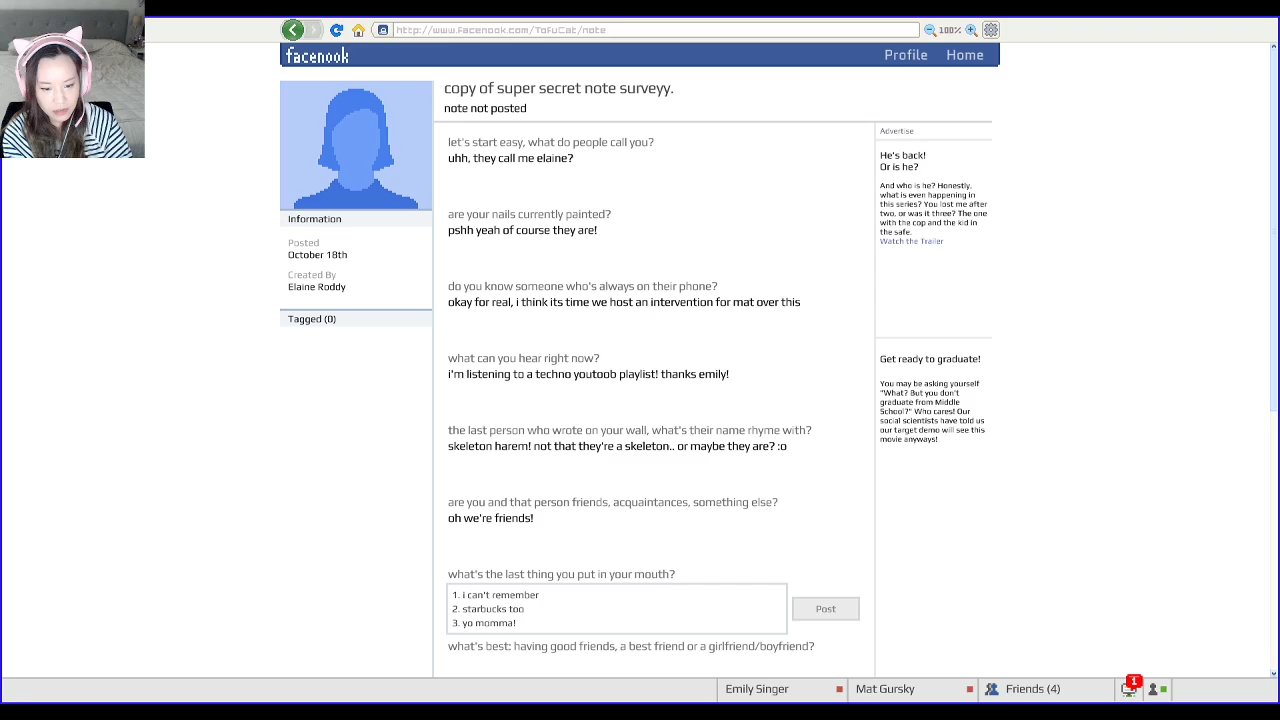 http://www.facenook.com/ToFuCat/note
100%
facenook
Profile
Home
copy of super secret note surveyy.
note not posted
let's start easy, what do people call you?
uhh, they call me elaine?
are your nails currently painted?
pshh yeah of course they are!
do you know someone who's always on their phone?
okay for real, i think its time we host an intervention for mat over this
what can you hear right now?
i'm listening to a techno youtoob playlist! thanks emily!
the last person who wrote on your wall, what's their name rhyme with?
skeleton harem! not that they're a skeleton.. or maybe they are? :o
are you and that person friends, acquaintances, something else?
oh we're friends!
what's the last thing you put in your mouth?
1. i can't remember
2. starbucks too
3. yo momma!
Post
what's best: having good friends, a best friend or a girlfriend/boyfriend?
Information
Posted
October 18th
Created By
Elaine Roddy
Tagged (0)
Advertise
He's back!
Or is he?
And who is he? Honestly,
what is even happening in
this series? You lost me after
two, or was it three? The one
with the cop and the kid in
the safe.
Watch the Trailer
Get ready to graduate!
You may be asking yourself
"What? But you don't
graduate from Middle
School?" Who cares! Our
social scientists have told us
our target demo will see this
movie anyways!
Emily Singer
Mat Gursky
Friends (4)
1